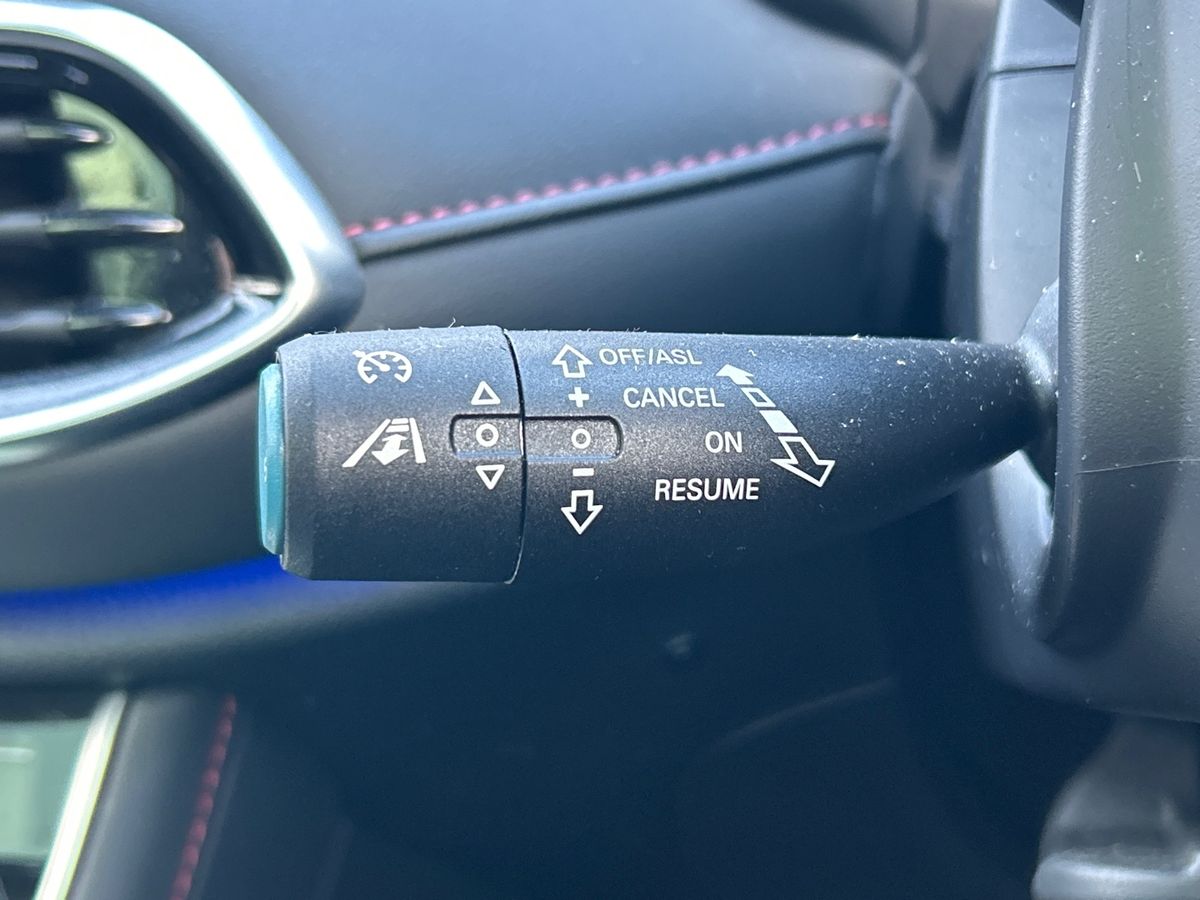 OFF/ASL
+
CANCEL
ON
-
RESUME